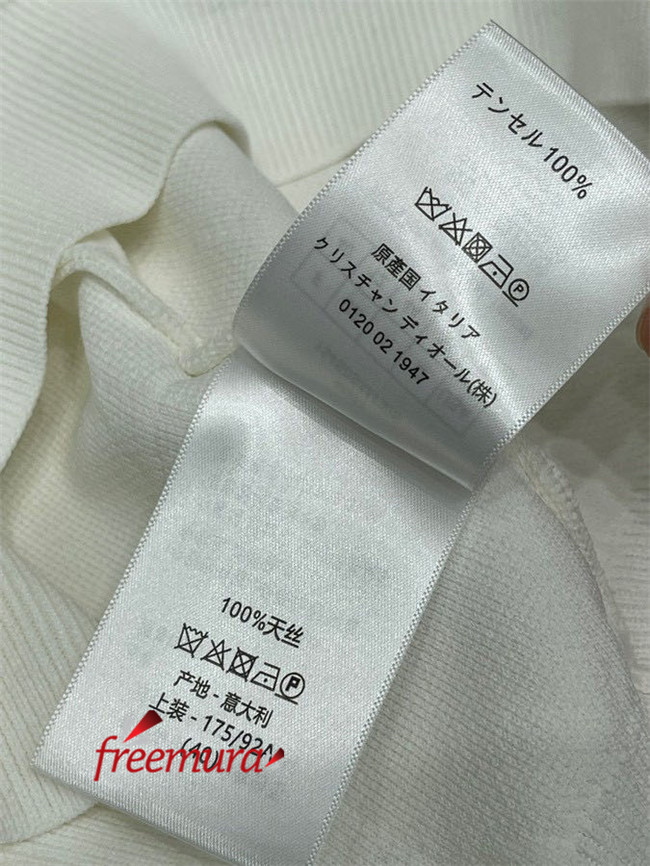 テンセル100%
原產国 イタリア
クリスチャン ディオール(株)
0120 02 1947
100%天丝
产地 - 意大利
上装 - 175/92A
(40)
freemura